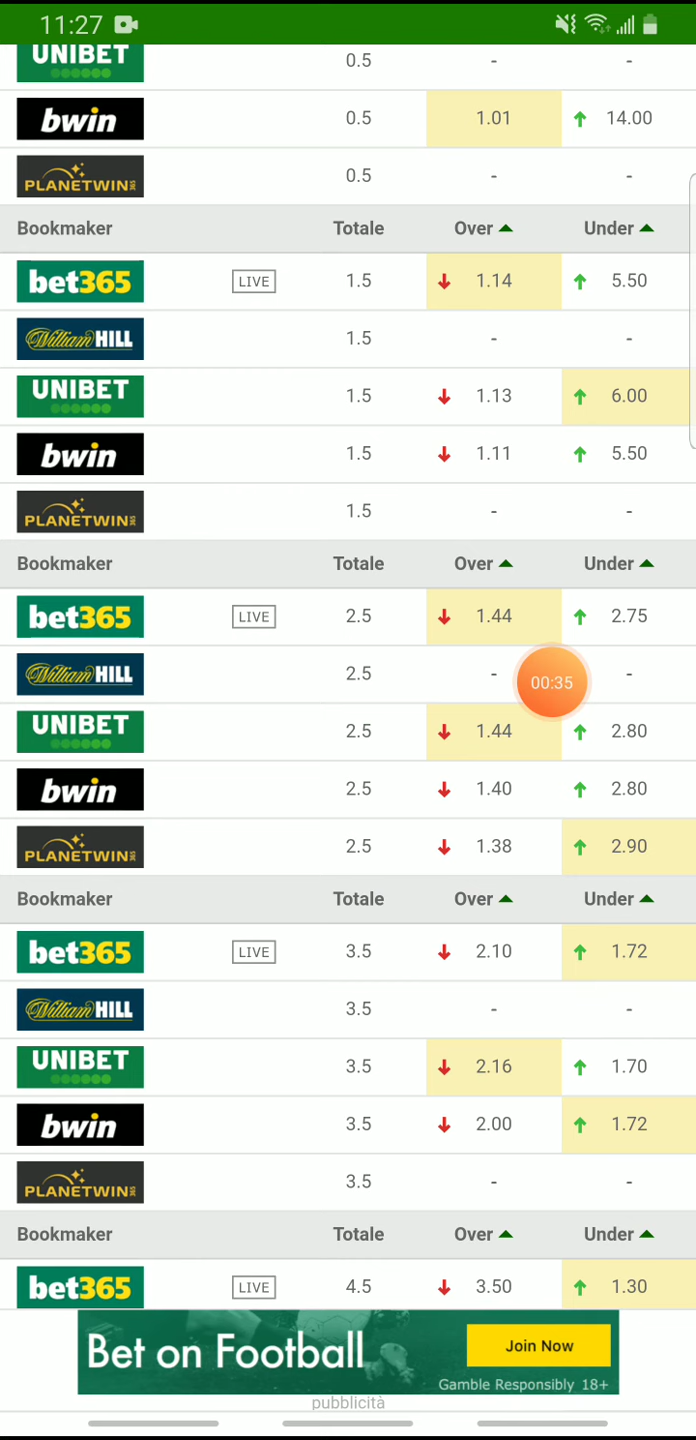 11:27
UNIBET 0.5 - -
bwin 0.5 1.01 14.00
PLANETWIN365 0.5 - -
Bookmaker Totale Over Under
bet365 LIVE 1.5 1.14 5.50
William HILL 1.5 - -
UNIBET 1.5 1.13 6.00
bwin 1.5 1.11 5.50
PLANETWIN365 1.5 - -
Bookmaker Totale Over Under
bet365 LIVE 2.5 1.44 2.75
William HILL 2.5 - -
00:35
UNIBET 2.5 1.44 2.80
bwin 2.5 1.40 2.80
PLANETWIN365 2.5 1.38 2.90
Bookmaker Totale Over Under
bet365 LIVE 3.5 2.10 1.72
William HILL 3.5 - -
UNIBET 3.5 2.16 1.70
bwin 3.5 2.00 1.72
PLANETWIN365 3.5 - -
Bookmaker Totale Over Under
bet365 LIVE 4.5 3.50 1.30
Bet on Football Join Now
Gamble Responsibly 18+
pubblicità